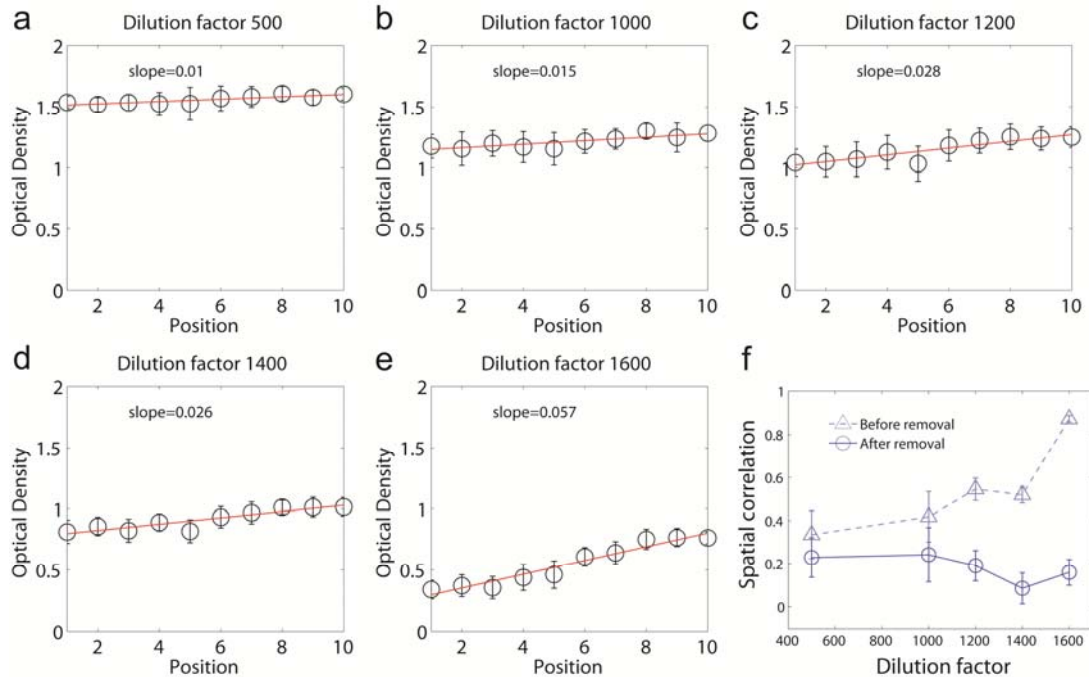 a
Dilution factor 500
2
1.5
1
0.5
0
Optical Density
slope=0.01
2 4 6 8 10
Position
b
Dilution factor 1000
2
1.5
1
0.5
0
Optical Density
slope=0.015
2 4 6 8 10
Position
c
Dilution factor 1200
2
1.5
1
0.5
0
Optical Density
slope=0.028
2 4 6 8 10
Position
d
Dilution factor 1400
2
1.5
1
0.5
0
Optical Density
slope=0.026
2 4 6 8 10
Position
e
Dilution factor 1600
2
1.5
1
0.5
0
Optical Density
slope=0.057
2 4 6 8 10
Position
f
1
0.8
0.6
0.4
0.2
0
Spatial correlation
Before removal
After removal
400 600 800 1000 1200 1400 1600
Dilution factor